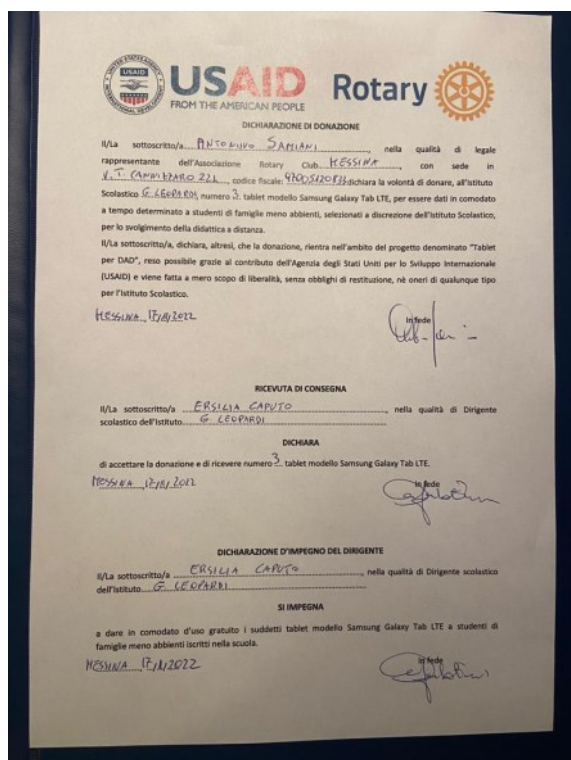 UNITED STATES AGENCY
USAID
INTERNATIONAL DEVELOPMENT
USAID
FROM THE AMERICAN PEOPLE
Rotary
DICHIARAZIONE DI DONAZIONE
Il/La sottoscritto/a ANTONINO SAMIANI, nella qualità di legale
rappresentante dell'Associazione Rotary Club MESSINA, con sede in
V. T. CANNIZZARO 224, codice fiscale: dichiara la volontà di donare, all'Istituto
Scolastico G. LEOPARDI, numero 3. tablet modello Samsung Galaxy Tab LTE, per essere dati in comodato
a tempo determinato a studenti di famiglie meno abbienti, selezionati a discrezione dell'Istituto Scolastico,
per lo svolgimento della didattica a distanza.
Il/La sottoscritto/a, dichiara, altresì, che la donazione, rientra nell'ambito del progetto denominato "Tablet
per DAD", reso possibile grazie al contributo dell'Agenzia degli Stati Uniti per lo Sviluppo Internazionale
(USAID) e viene fatta a mero scopo di liberalità, senza obblighi di restituzione, nè oneri di qualunque tipo
per l'Istituto Scolastico.
MESSINA, 2022
In fede
RICEVUTA DI CONSEGNA
Il/La sottoscritto/a ERSILIA CAPUTO, nella qualità di Dirigente
scolastico dell'Istituto G. LEOPARDI
DICHIARA
di accettare la donazione e di ricevere numero 3 tablet modello Samsung Galaxy Tab LTE.
MESSINA, 2022
In fede
DICHIARAZIONE D'IMPEGNO DEL DIRIGENTE
Il/La sottoscritto/a ERSILIA CAPUTO, nella qualità di Dirigente scolastico
dell'Istituto G. LEOPARDI
SI IMPEGNA
a dare in comodato d'uso gratuito i suddetti tablet modello Samsung Galaxy Tab LTE a studenti di
famiglie meno abbienti iscritti nella scuola.
MESSINA, 2022
In fede